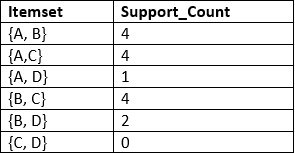 Itemset Support_Count
{A, B} 4
{A,C} 4
{A, D} 1
{B, C} 4
{B, D} 2
{C, D} 0